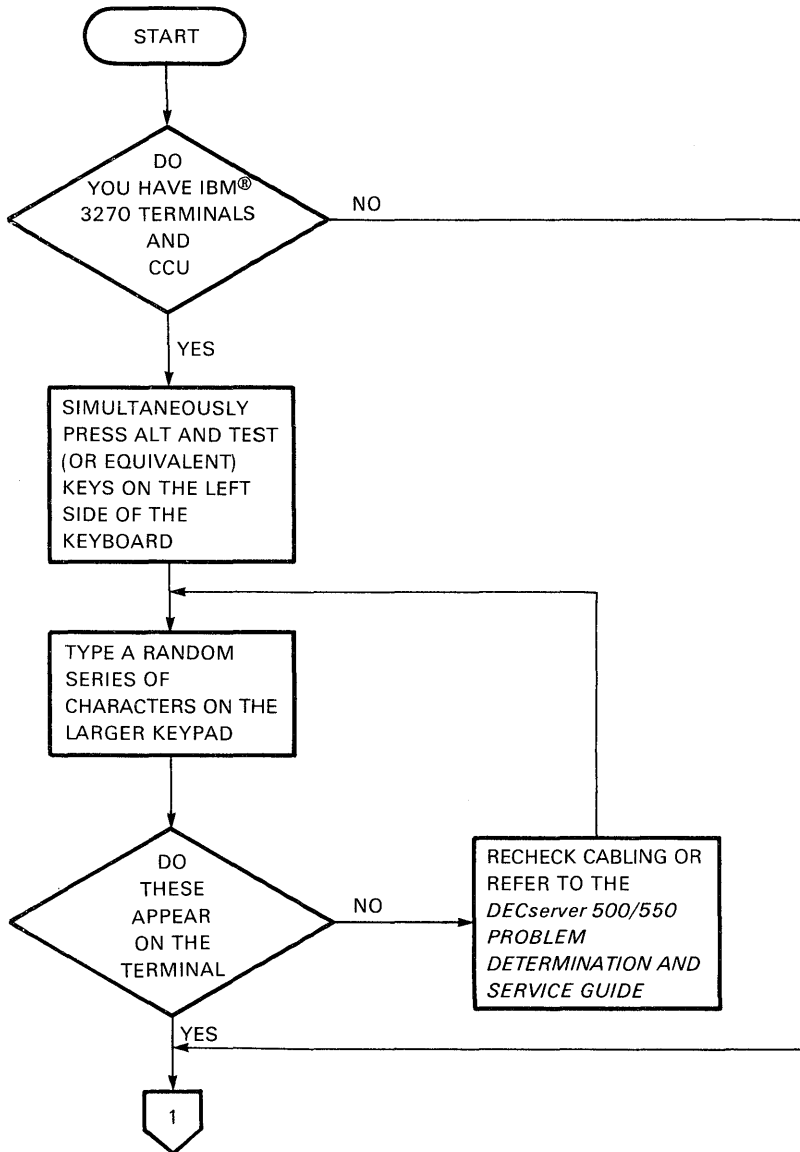 START
DO
YOU HAVE IBM®
3270 TERMINALS
AND
CCU
NO
YES
SIMULTANEOUSLY
PRESS ALT AND TEST
(OR EQUIVALENT)
KEYS ON THE LEFT
SIDE OF THE
KEYBOARD
TYPE A RANDOM
SERIES OF
CHARACTERS ON THE
LARGER KEYPAD
DO
THESE
APPEAR
ON THE
TERMINAL
NO
RECHECK CABLING OR
REFER TO THE
DECserver 500/550
PROBLEM
DETERMINATION AND
SERVICE GUIDE
YES
1